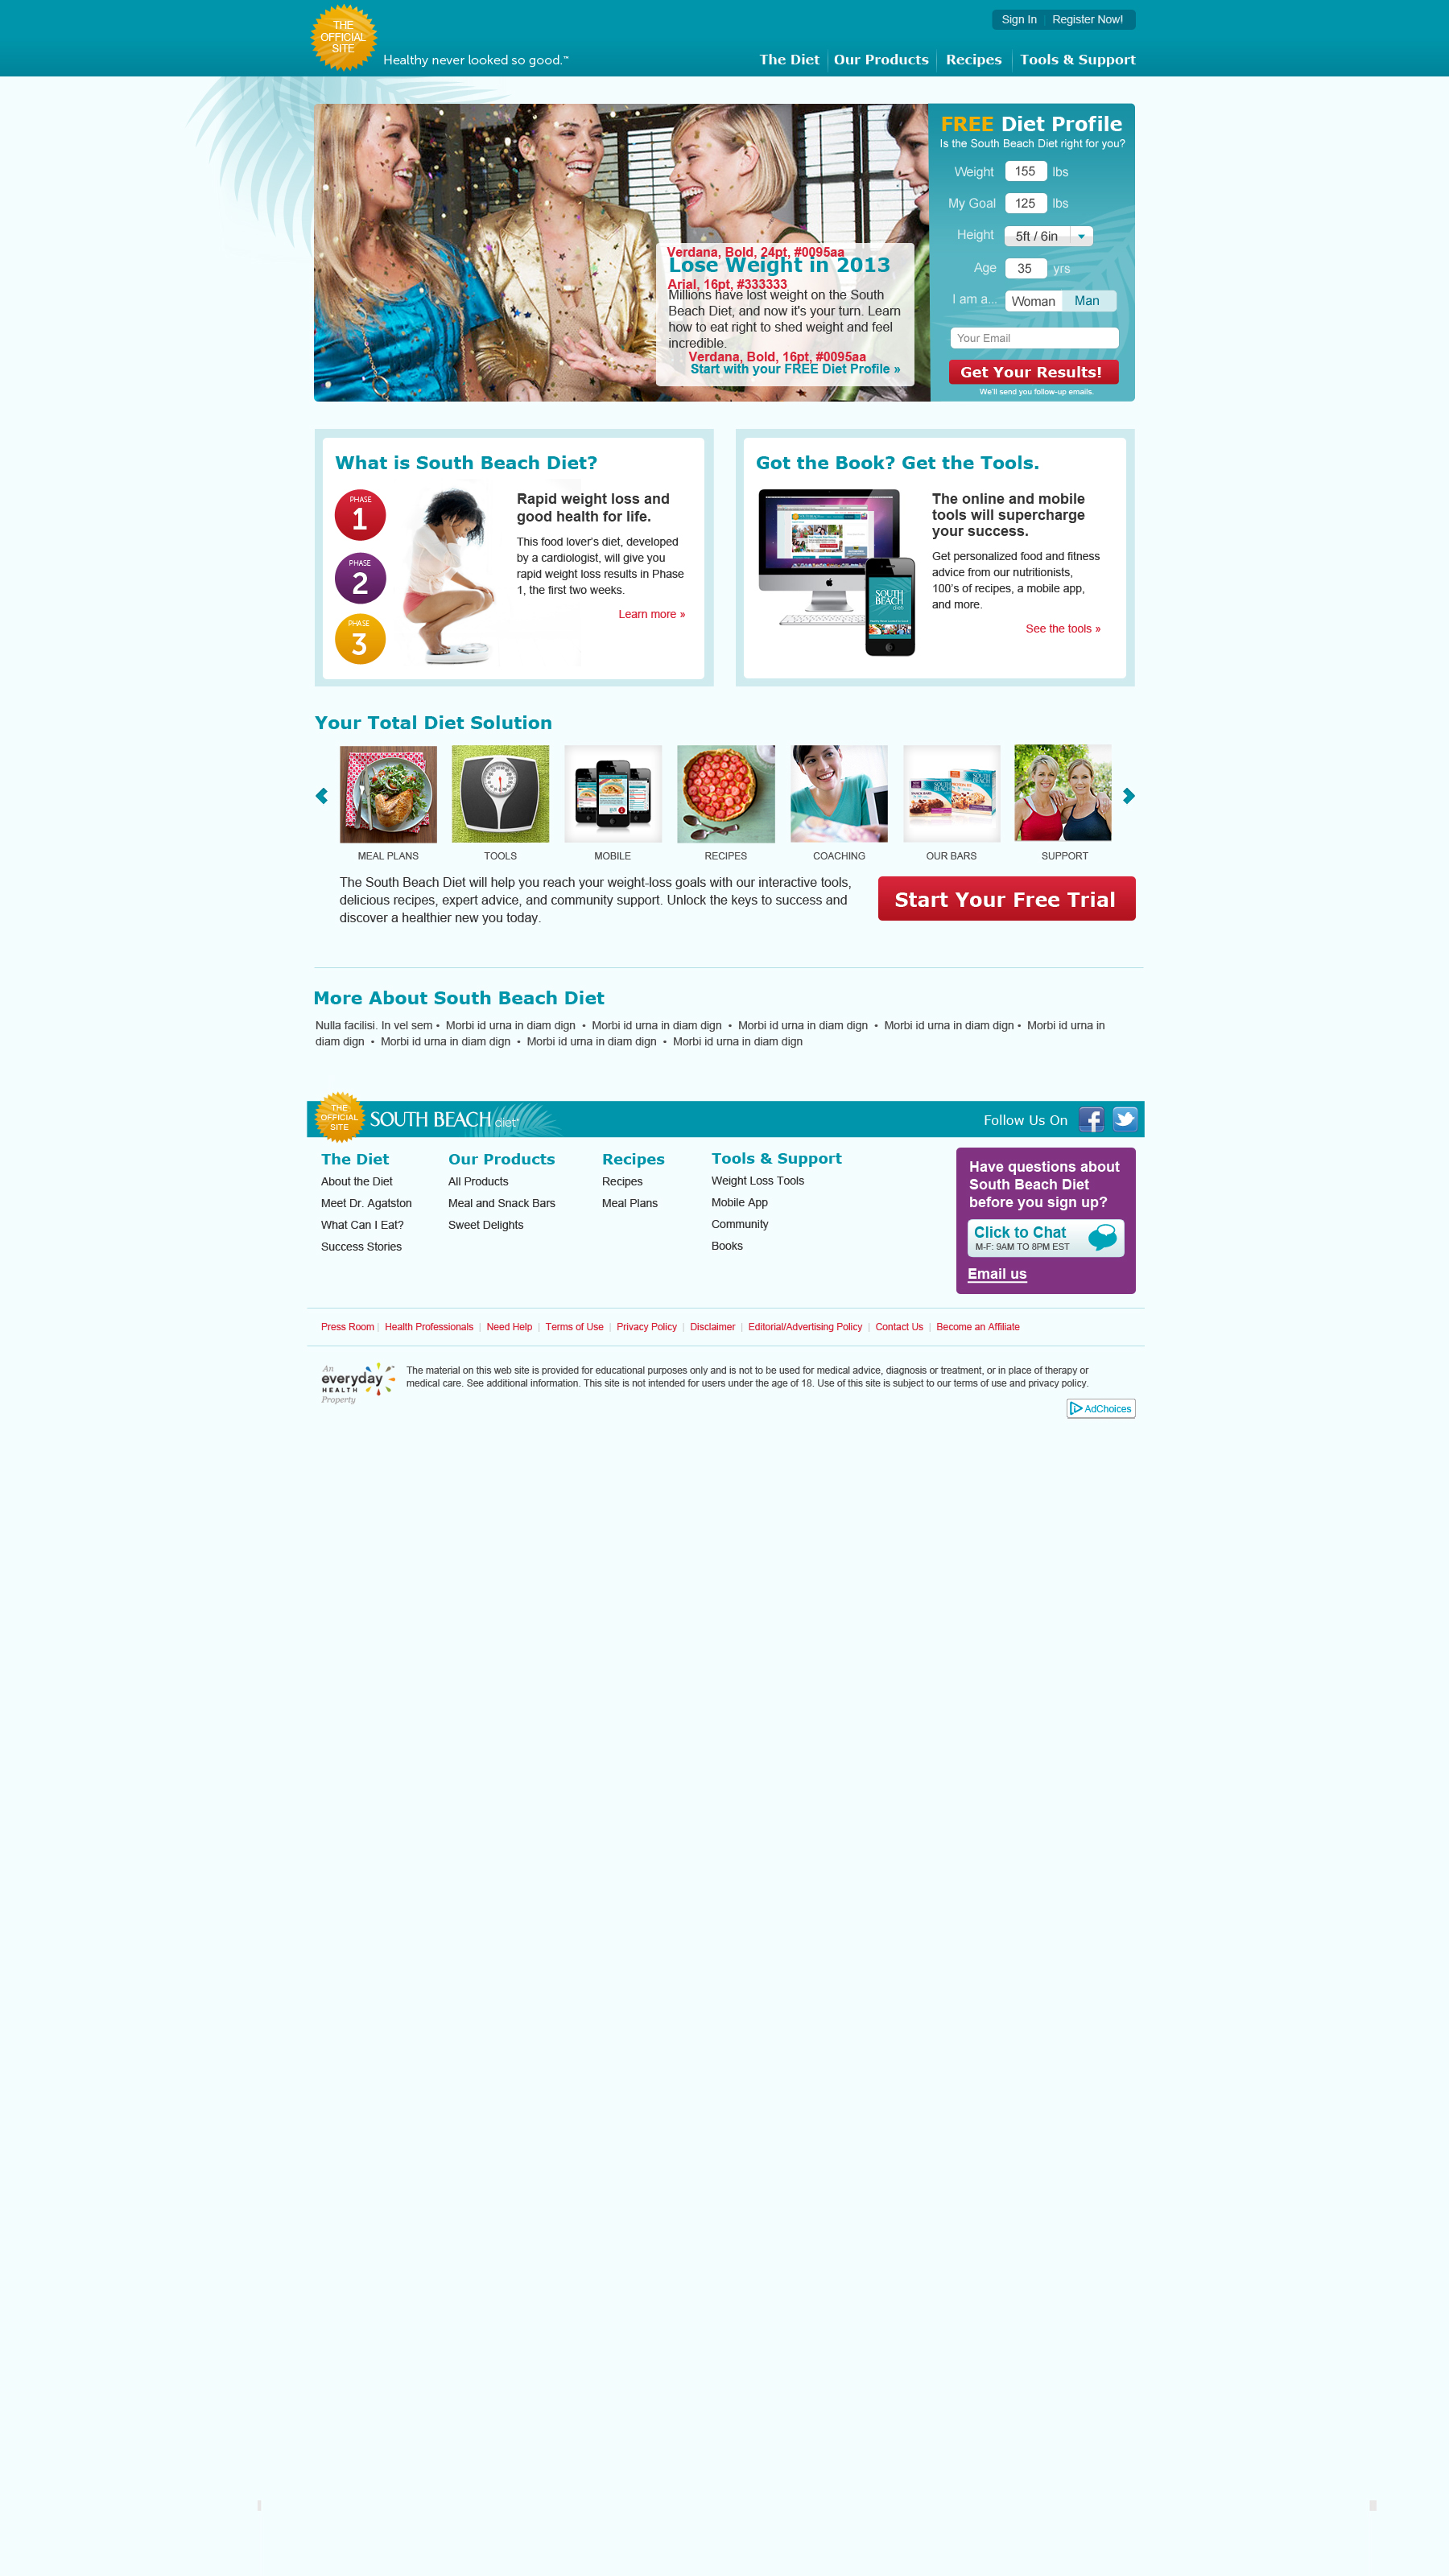 THE
OFFICIAL
SITE
Healthy never looked so good.™
Sign In | Register Now!
The Diet | Our Products | Recipes | Tools & Support
Verdana, Bold, 24pt, #0095aa
Lose Weight in 2013
Arial, 16pt, #333333
Millions have lost weight on the South
Beach Diet, and now it's your turn. Learn
how to eat right to shed weight and feel
incredible.
Verdana, Bold, 16pt, #0095aa
Start with your FREE Diet Profile »
FREE Diet Profile
Is the South Beach Diet right for you?
Weight 155 lbs
My Goal 125 lbs
Height 5ft / 6in
Age 35 yrs
I am a... Woman Man
Your Email
Get Your Results!
We'll send you follow-up emails.
What is South Beach Diet?
PHASE
1
PHASE
2
PHASE
3
Rapid weight loss and
good health for life.
This food lover's diet, developed
by a cardiologist, will give you
rapid weight loss results in Phase
1, the first two weeks.
Learn more »
Got the Book? Get the Tools.
SOUTH
BEACH
diet
The online and mobile
tools will supercharge
your success.
Get personalized food and fitness
advice from our nutritionists,
100's of recipes, a mobile app,
and more.
See the tools »
Your Total Diet Solution
MEAL PLANS TOOLS MOBILE RECIPES COACHING OUR BARS SUPPORT
The South Beach Diet will help you reach your weight-loss goals with our interactive tools,
delicious recipes, expert advice, and community support. Unlock the keys to success and
discover a healthier new you today.
Start Your Free Trial
More About South Beach Diet
Nulla facilisi. In vel sem • Morbi id urna in diam dign • Morbi id urna in diam dign • Morbi id urna in diam dign • Morbi id urna in diam dign • Morbi id urna in
diam dign • Morbi id urna in diam dign • Morbi id urna in diam dign • Morbi id urna in diam dign
THE
OFFICIAL
SITE
SOUTH BEACH diet
Follow Us On
The Diet
About the Diet
Meet Dr. Agatston
What Can I Eat?
Success Stories
Our Products
All Products
Meal and Snack Bars
Sweet Delights
Recipes
Recipes
Meal Plans
Tools & Support
Weight Loss Tools
Mobile App
Community
Books
Have questions about
South Beach Diet
before you sign up?
Click to Chat
M-F: 9AM TO 8PM EST
Email us
Press Room | Health Professionals | Need Help | Terms of Use | Privacy Policy | Disclaimer | Editorial/Advertising Policy | Contact Us | Become an Affiliate
An
everyday
HEALTH
Property
The material on this web site is provided for educational purposes only and is not to be used for medical advice, diagnosis or treatment, or in place of therapy or
medical care. See additional information. This site is not intended for users under the age of 18. Use of this site is subject to our terms of use and privacy policy.
AdChoices